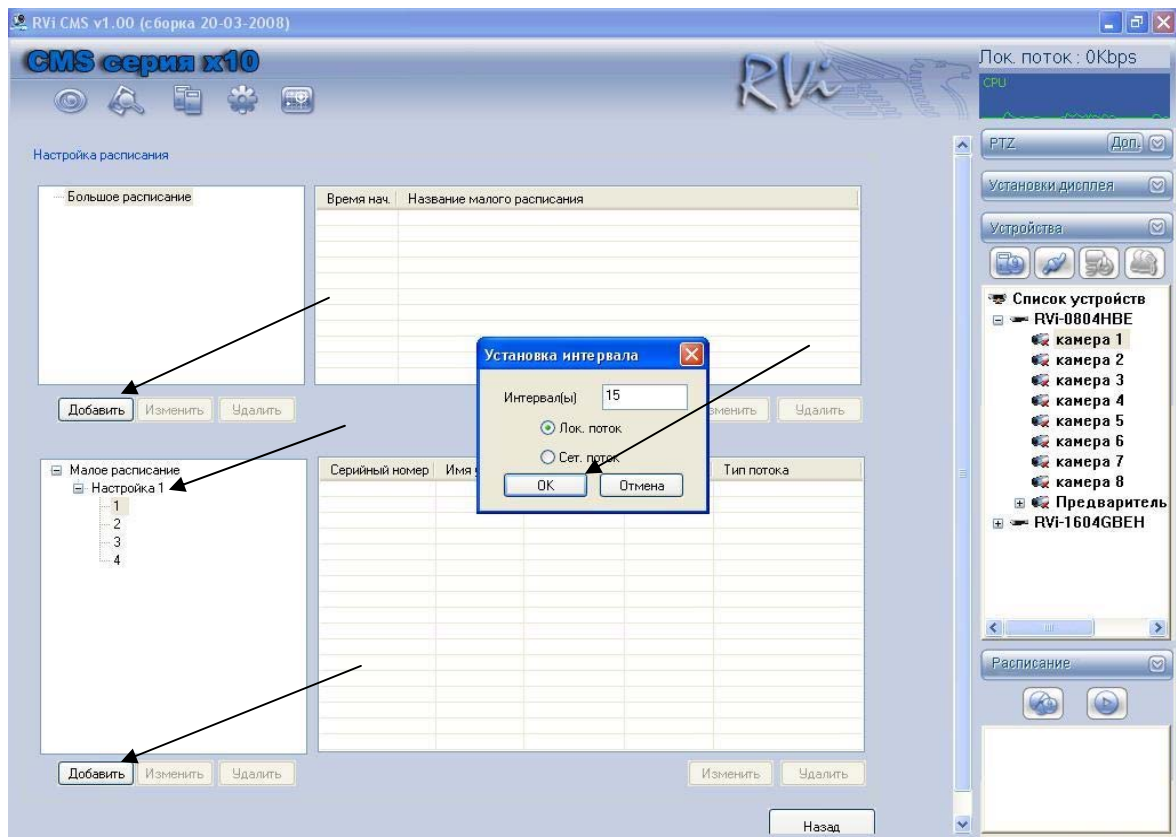 RVi CMS v1.00 (сборка 20-03-2008)
CMS серия x10
RVi
Лок. поток : 0Kbps
CPU
PTZ Доп.
Установки дисплея
Устройства
Список устройств
RVi-0804HBE
камера 1
камера 2
камера 3
камера 4
камера 5
камера 6
камера 7
камера 8
Предваритель
RVi-1604GBEH
Расписание
Настройка расписания
Большое расписание
Время нач. Название малого расписания
Добавить Изменить Удалить
зменить Удалить
Установка интервала
Интервал(ы) 15
Лок. поток
Сет. поток
OK Отмена
Малое расписание
Настройка 1
1
2
3
4
Серийный номер Имя Тип потока
Добавить Изменить Удалить
Изменить Удалить
Назад